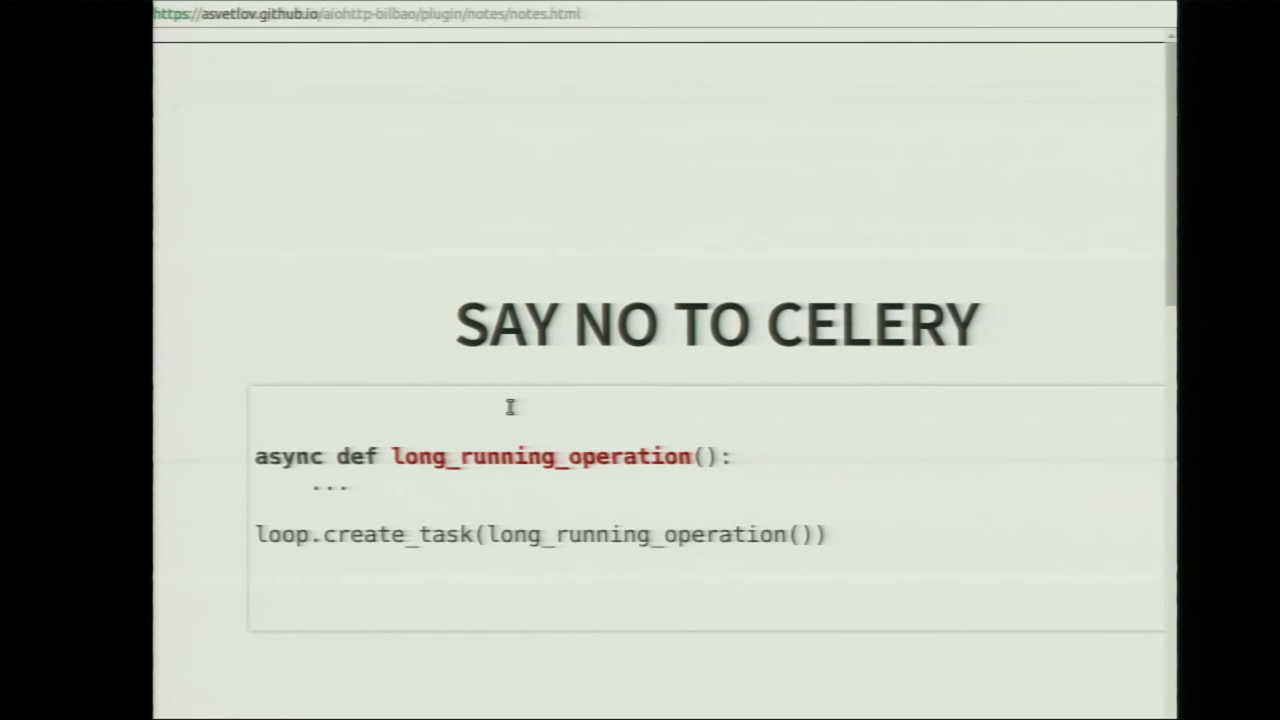 https://asvetlov.github.io/aiohttp-bilbao/plugin/notes/notes.html
SAY NO TO CELERY
async def long_running_operation():
...
loop.create_task(long_running_operation())